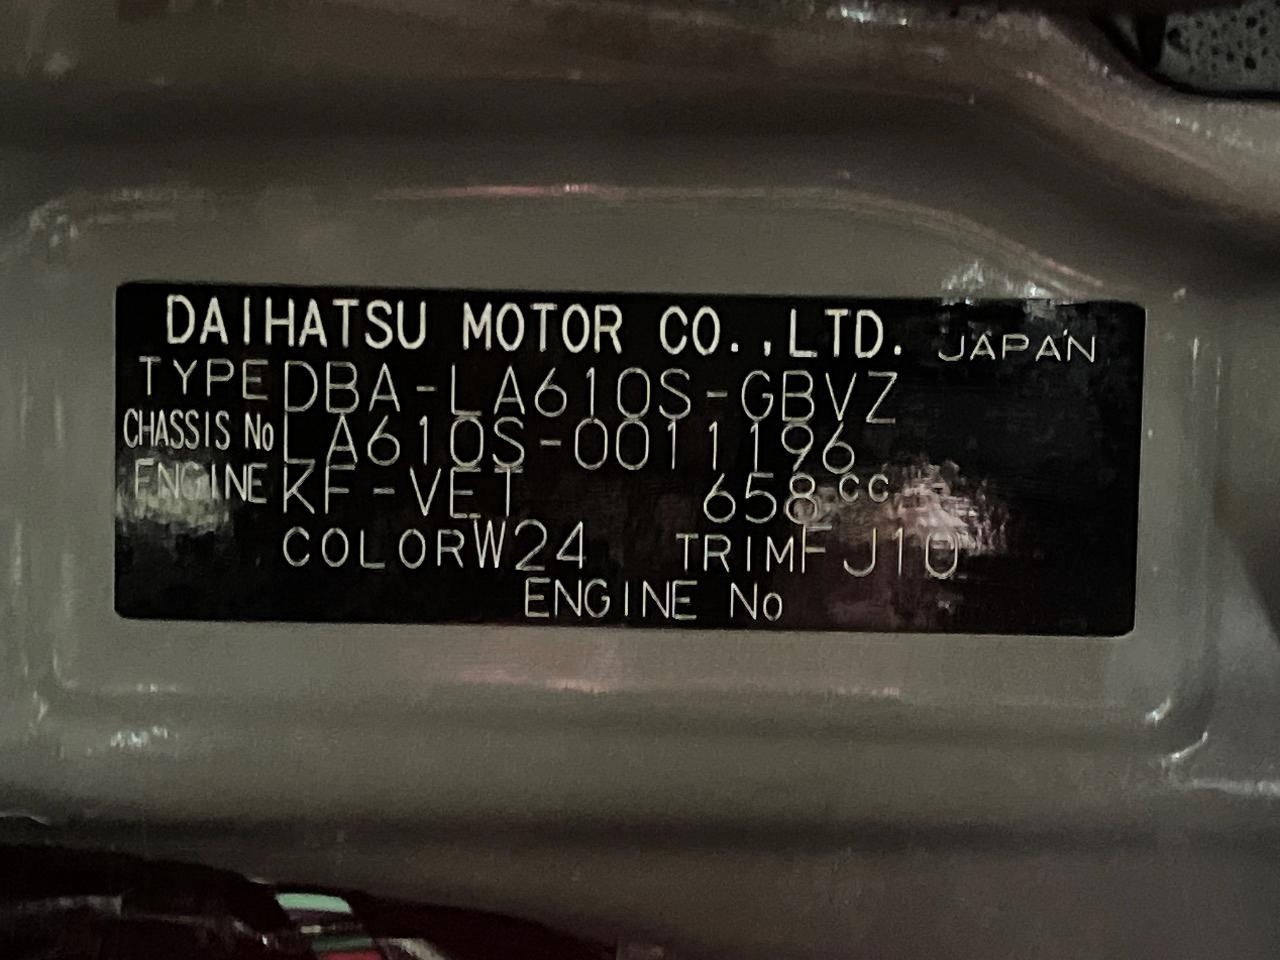 DAIHATSU MOTOR CO.,LTD. JAPAN
TYPE DBA-LA610S-GBVZ
CHASSIS No LA610S-0011196
ENGINE KF-VET 658cc
COLOR W24 TRIM FJ10
ENGINE No